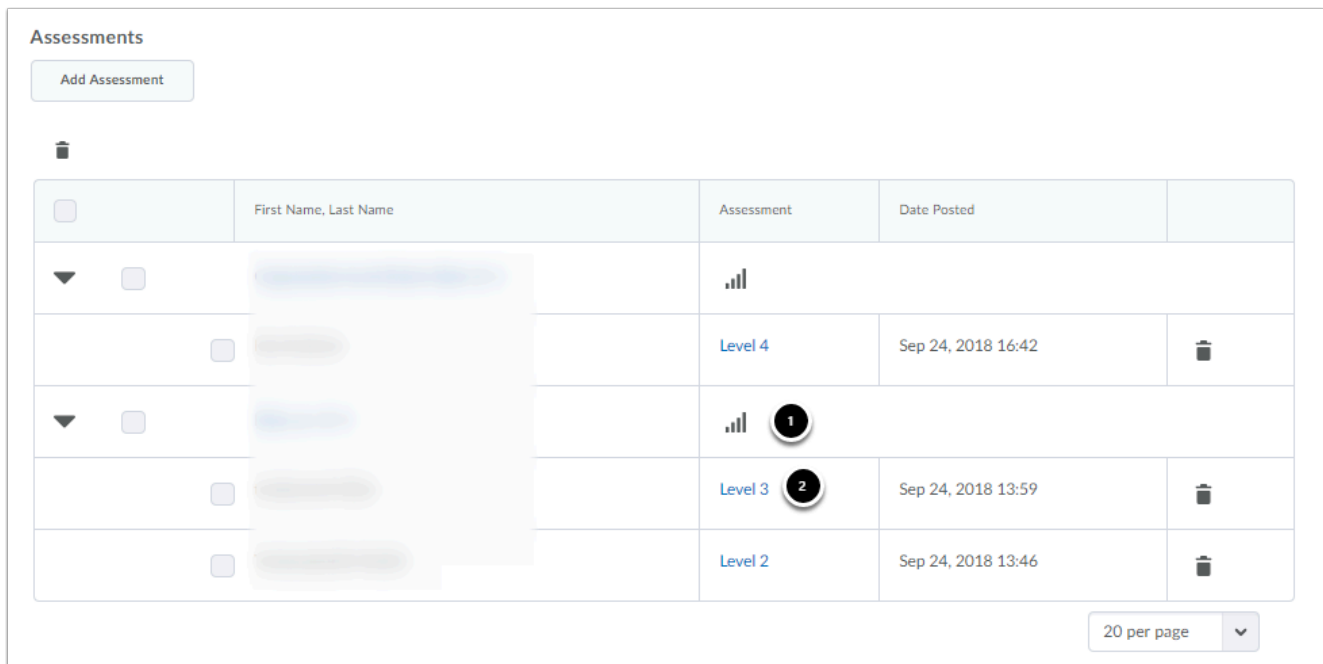 Assessments
Add Assessment
First Name, Last Name Assessment Date Posted
Level 4 Sep 24, 2018 16:42
1
Level 3 2 Sep 24, 2018 13:59
Level 2 Sep 24, 2018 13:46
20 per page